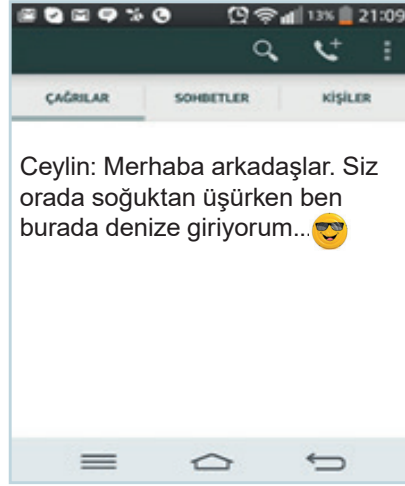 13% 21:09
ÇAĞRILAR SOHBETLER KİŞİLER
Ceylin: Merhaba arkadaşlar. Siz
orada soğuktan üşürken ben
burada denize giriyorum...